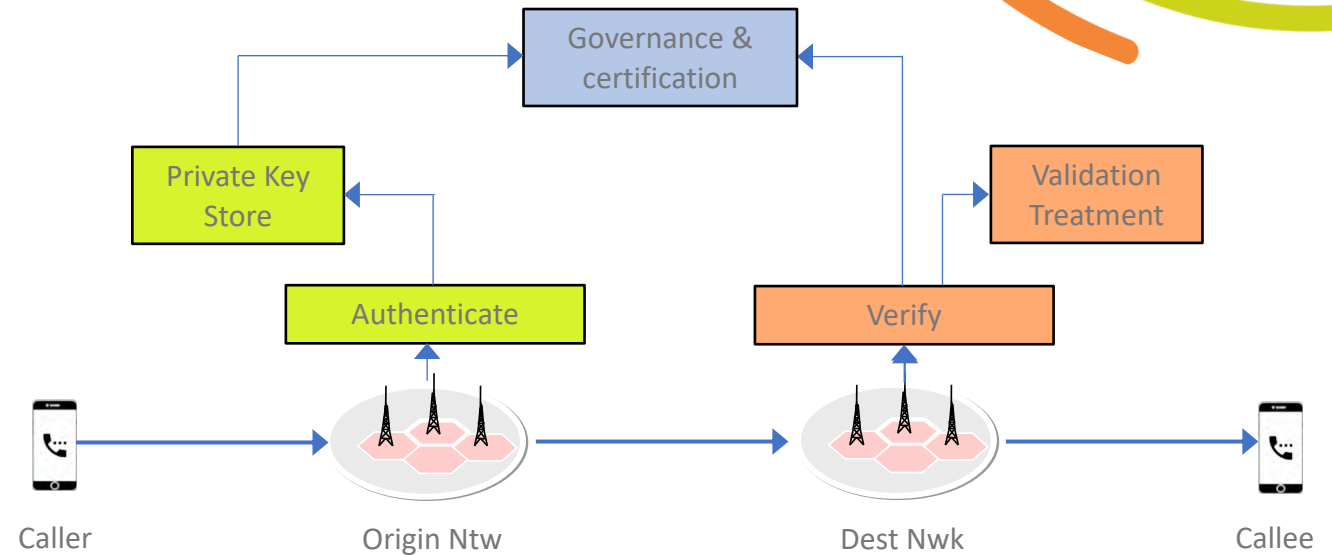 Governance &
certification
Private Key
Store
Validation
Treatment
Authenticate
Verify
Caller
Origin Ntw
Dest Nwk
Callee